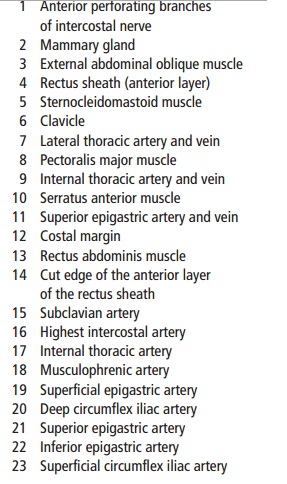 1 Anterior perforating branches
of intercostal nerve
2 Mammary gland
3 External abdominal oblique muscle
4 Rectus sheath (anterior layer)
5 Sternocleidomastoid muscle
6 Clavicle
7 Lateral thoracic artery and vein
8 Pectoralis major muscle
9 Internal thoracic artery and vein
10 Serratus anterior muscle
11 Superior epigastric artery and vein
12 Costal margin
13 Rectus abdominis muscle
14 Cut edge of the anterior layer
of the rectus sheath
15 Subclavian artery
16 Highest intercostal artery
17 Internal thoracic artery
18 Musculophrenic artery
19 Superficial epigastric artery
20 Deep circumflex iliac artery
21 Superior epigastric artery
22 Inferior epigastric artery
23 Superficial circumflex iliac artery